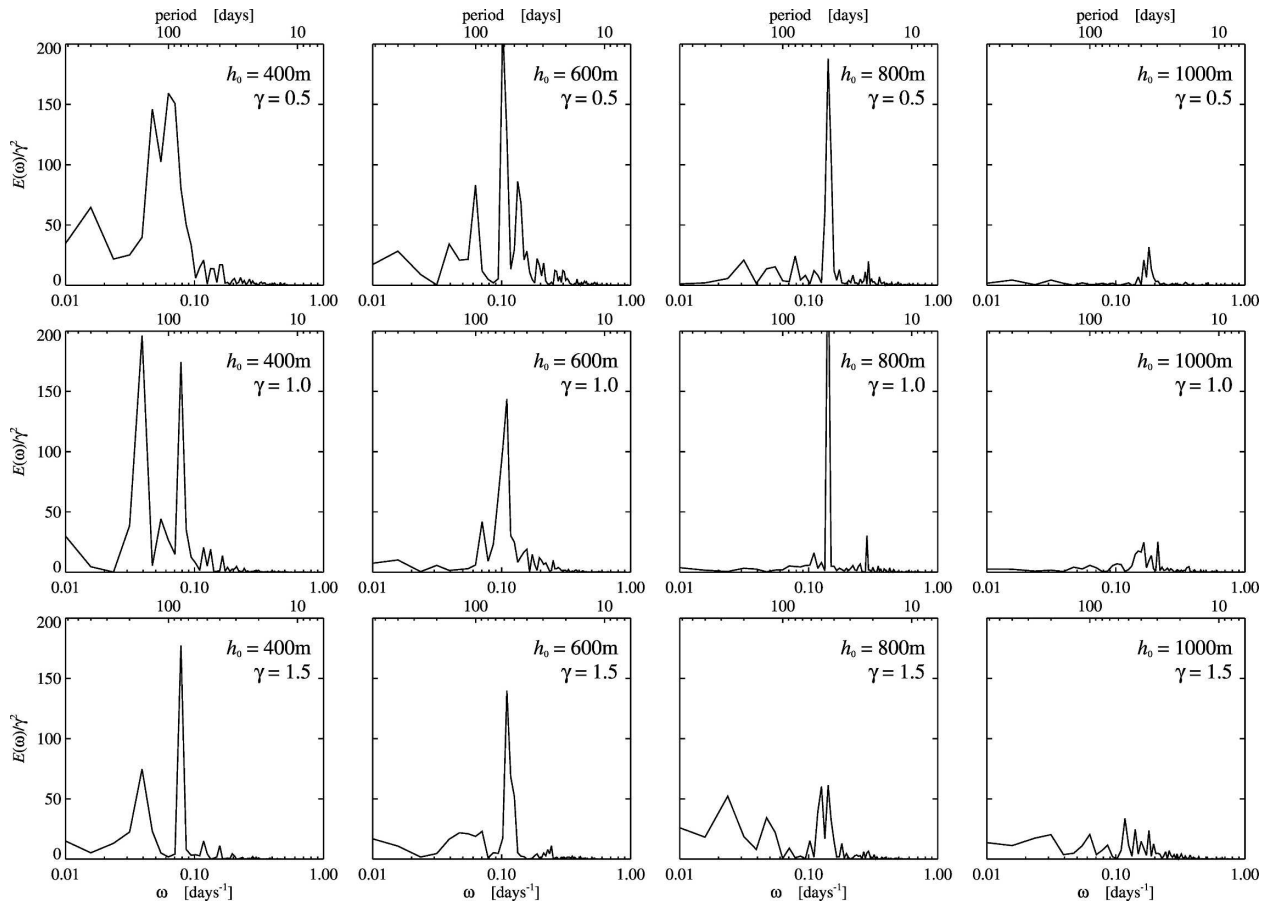 period [days] period [days] period [days] period [days]
100 10 100 10 100 10 100 10
200
150
100
50
0
E(ω)/γ²
h₀ = 400m
γ = 0.5
h₀ = 600m
γ = 0.5
h₀ = 800m
γ = 0.5
h₀ = 1000m
γ = 0.5
0.01 0.10 1.00 0.01 0.10 1.00 0.01 0.10 1.00 0.01 0.10 1.00
100 10 100 10 100 10 100 10
200
150
100
50
0
E(ω)/γ²
h₀ = 400m
γ = 1.0
h₀ = 600m
γ = 1.0
h₀ = 800m
γ = 1.0
h₀ = 1000m
γ = 1.0
0.01 0.10 1.00 0.01 0.10 1.00 0.01 0.10 1.00 0.01 0.10 1.00
100 10 100 10 100 10 100 10
200
150
100
50
0
E(ω)/γ²
h₀ = 400m
γ = 1.5
h₀ = 600m
γ = 1.5
h₀ = 800m
γ = 1.5
h₀ = 1000m
γ = 1.5
0.01 0.10 1.00 0.01 0.10 1.00 0.01 0.10 1.00 0.01 0.10 1.00
ω [days⁻¹] ω [days⁻¹] ω [days⁻¹] ω [days⁻¹]